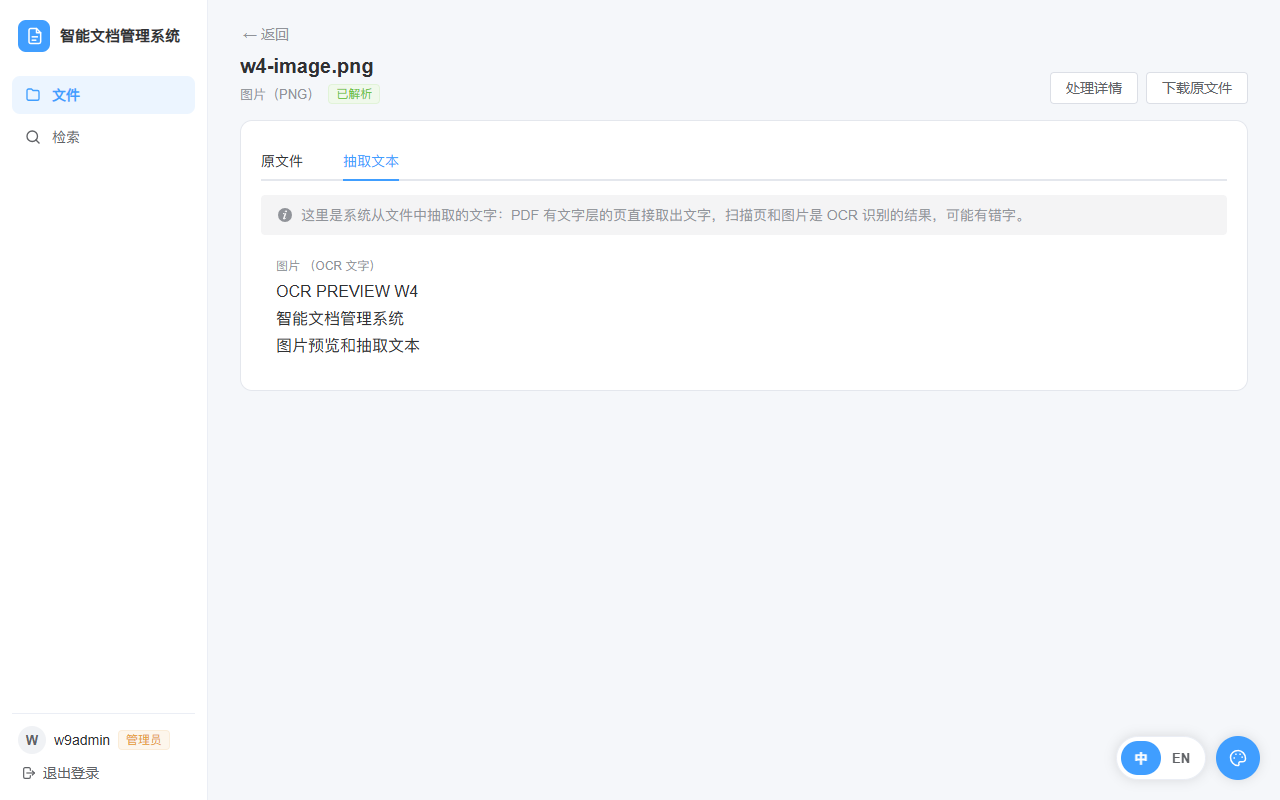 智能文档管理系统
文件
检索
← 返回
w4-image.png
图片（PNG） 已解析
处理详情 下载原文件
原文件 抽取文本
这里是系统从文件中抽取的文字：PDF 有文字层的页直接取出文字，扫描页和图片是 OCR 识别的结果，可能有错字。
图片 （OCR 文字）
OCR PREVIEW W4
智能文档管理系统
图片预览和抽取文本
W w9admin 管理员
退出登录
中 EN